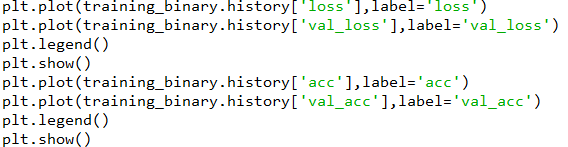 plt.plot(training_binary.history['loss'],label='loss')
plt.plot(training_binary.history['val_loss'],label='val_loss')
plt.legend()
plt.show()
plt.plot(training_binary.history['acc'],label='acc')
plt.plot(training_binary.history['val_acc'],label='val_acc')
plt.legend()
plt.show()